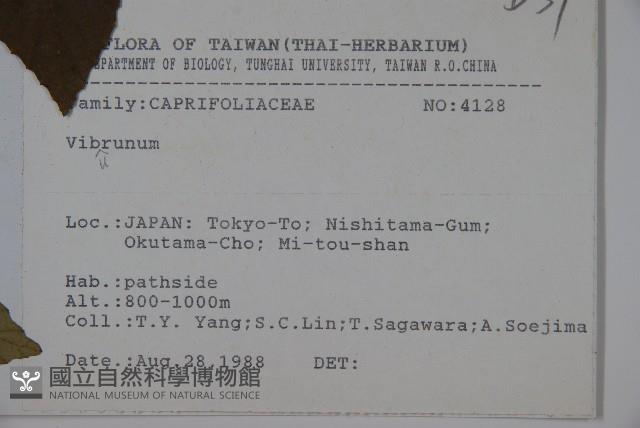 FLORA OF TAIWAN(THAI-HERBARIUM)
DEPARTMENT OF BIOLOGY, TUNGHAI UNIVERSITY, TAIWAN R.O.CHINA
Family:CAPRIFOLIACEAE NO:4128
Vibrunum
u
Loc.:JAPAN: Tokyo-To; Nishitama-Gum;
Okutama-Cho; Mi-tou-shan
Hab.:pathside
Alt.:800-1000m
Coll.:T.Y. Yang;S.C.Lin;T.Sagawara;A.Soejima
Date.:Aug.28,1988 DET:
國立自然科學博物館
NATIONAL MUSEUM OF NATURAL SCIENCE